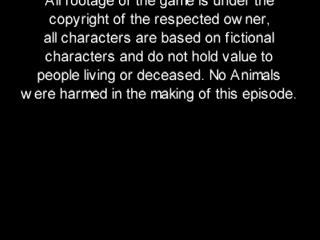 All footage of the game is under the
copyright of the respected owner,
all characters are based on fictional
characters and do not hold value to
people living or deceased. No Animals
were harmed in the making of this episode.